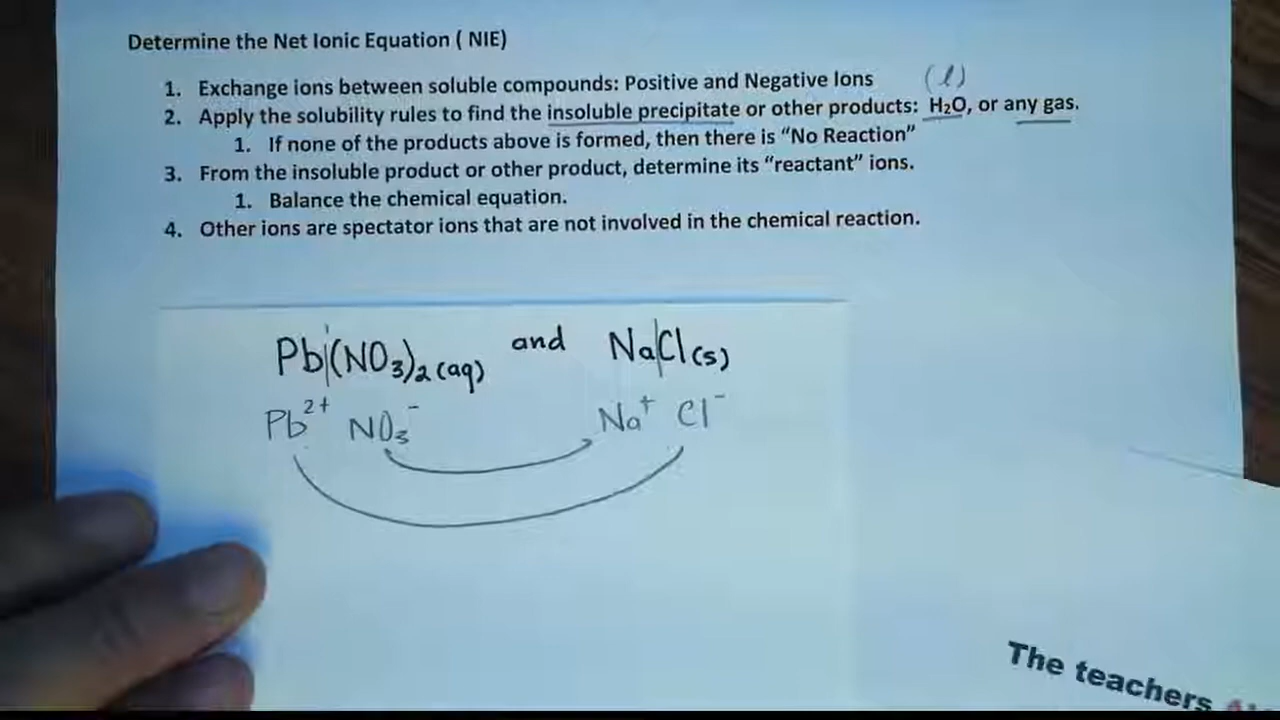 Determine the Net Ionic Equation ( NIE)
1. Exchange ions between soluble compounds: Positive and Negative Ions (l)
2. Apply the solubility rules to find the insoluble precipitate or other products: H₂O, or any gas.
1. If none of the products above is formed, then there is “No Reaction”
3. From the insoluble product or other product, determine its “reactant” ions.
1. Balance the chemical equation.
4. Other ions are spectator ions that are not involved in the chemical reaction.
Pb(NO₃)₂(aq) and NaCl(s)
Pb²⁺ NO₃⁻ Na⁺ Cl⁻
The teachers